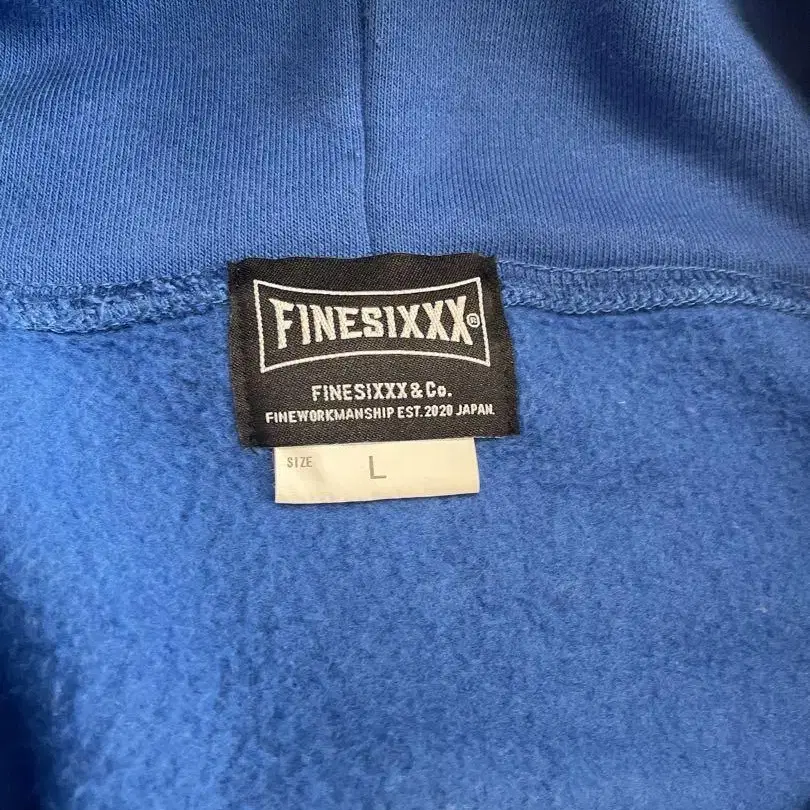 FINESIXXX®
FINESIXXX & Co.
FINEWORKMANSHIP EST. 2020 JAPAN.
SIZE L